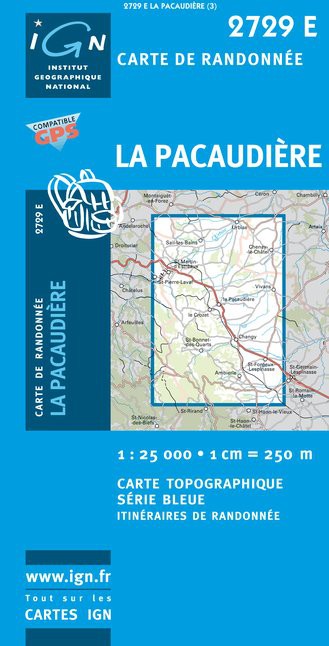 2729 E LA PACAUDIÈRE (3)
IGN
INSTITUT
GEOGRAPHIQUE
NATIONAL
2729 E
CARTE DE RANDONNÉE
COMPATIBLE
GPS
LA PACAUDIÈRE
2729 E
CARTE DE RANDONNÉE
LA PACAUDIÈRE
Ceron
Chambilly
Andelaroche
Urbise
Artaix
Droiturier
Sail-les-Bains
Chenay-
le-Châtel
St-Martin-
d'Estréaux
Châtelus
St-Pierre-Laval
Vivans
la Pacaudière
Arfeuilles
le Crozet
Changy
St-Bonnet-
des-Quarts
St-Forgeux-
Lespinasse
St-Germain-
Lespinasse
Ambierle
St-Romain-
la-Motte
St-Nicolas-
des-Biefs
St-Rirand
St-Haon-le-Vieux
St-Haon-
le-Châtel
1 : 25 000 • 1 cm = 250 m
CARTE TOPOGRAPHIQUE
SÉRIE BLEUE
ITINÉRAIRES DE RANDONNÉE
www.ign.fr
Tout sur les
CARTES IGN